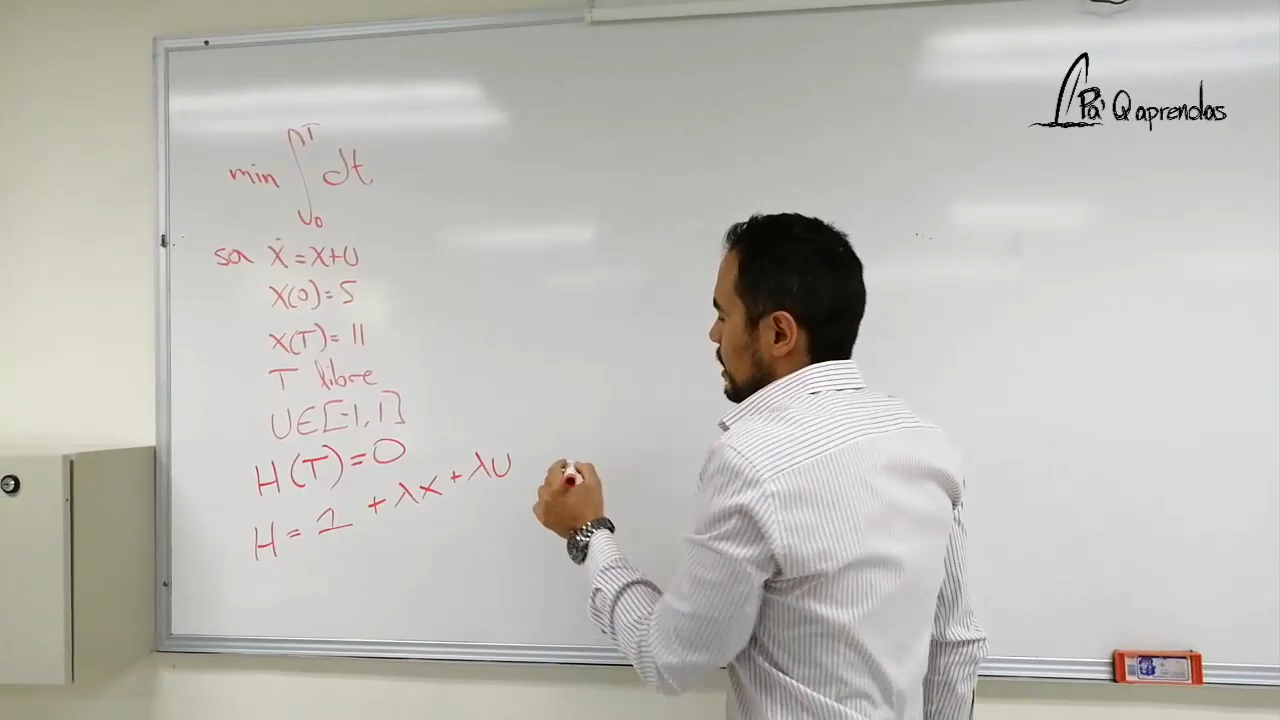 min ∫₀ᵀ dt
sa ẋ = x+U
x(0) = 5
x(T) = 11
T libre
U∈[-1,1]
H(T) = 0
H = 1 + λx + λU
Pa' Q aprendas